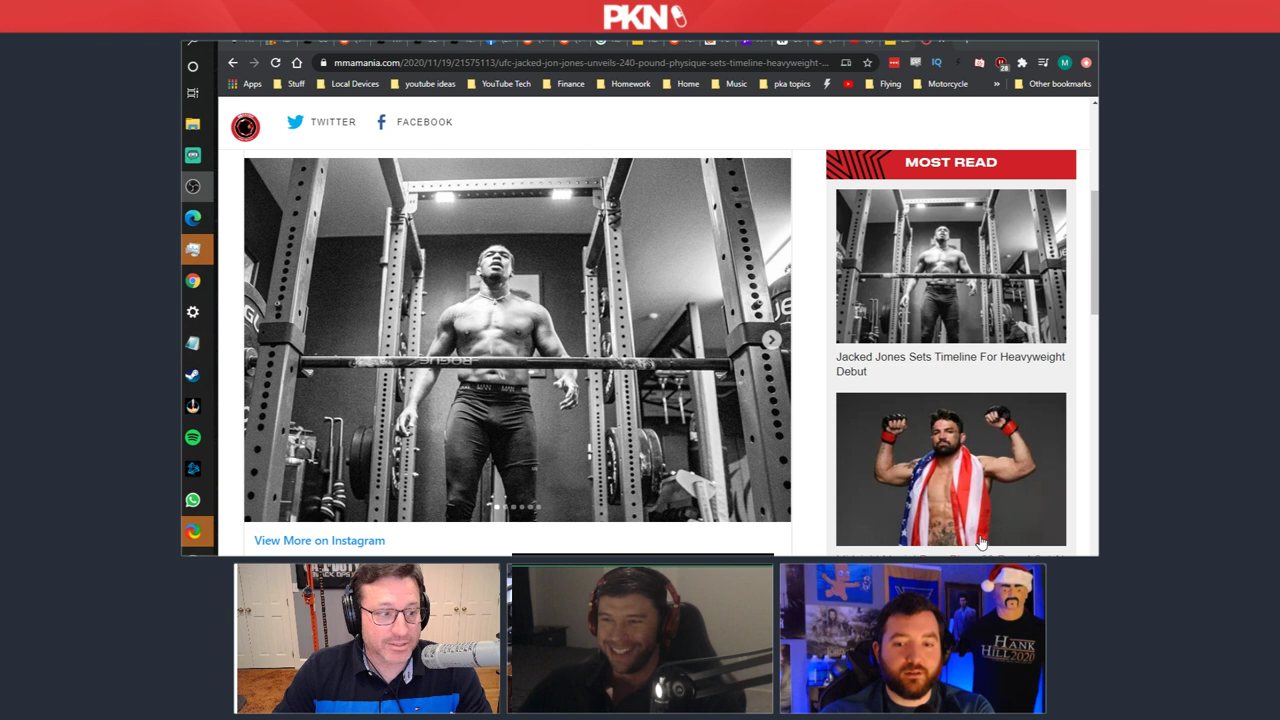 PKN
mmamania.com/2020/11/19/21575113/ufc-jacked-jon-jones-unveils-240-pound-physique-sets-timeline-heavyweight-...
Apps Stuff Local Devices youtube ideas YouTube Tech Finance Homework Home Music pka topics Flying Motorcycle » Other bookmarks
TWITTER FACEBOOK
MOST READ
ROGUE
Jacked Jones Sets Timeline For Heavyweight
Debut
View More on Instagram
HANK
HILL 2020